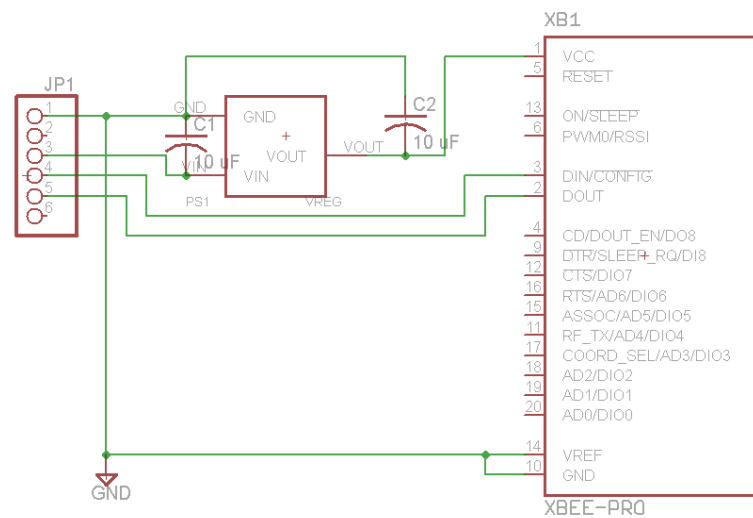 XB1
JP1
1
2
3
4
5
6
GND
C1
10 uF
VIN
GND
VOUT
VIN
PS1
VREG
C2
10 uF
VOUT
1 VCC
5 RESET
13 ON/SLEEP
6 PWM0/RSSI
3 DIN/CONFIG
2 DOUT
4 CD/DOUT_EN/DO8
9 DTR/SLEEP_RQ/DI8
12 CTS/DIO7
16 RTS/AD6/DIO6
15 ASSOC/AD5/DIO5
11 RF_TX/AD4/DIO4
17 COORD_SEL/AD3/DIO3
18 AD2/DIO2
19 AD1/DIO1
20 AD0/DIO0
14 VREF
10 GND
GND
XBEE-PRO